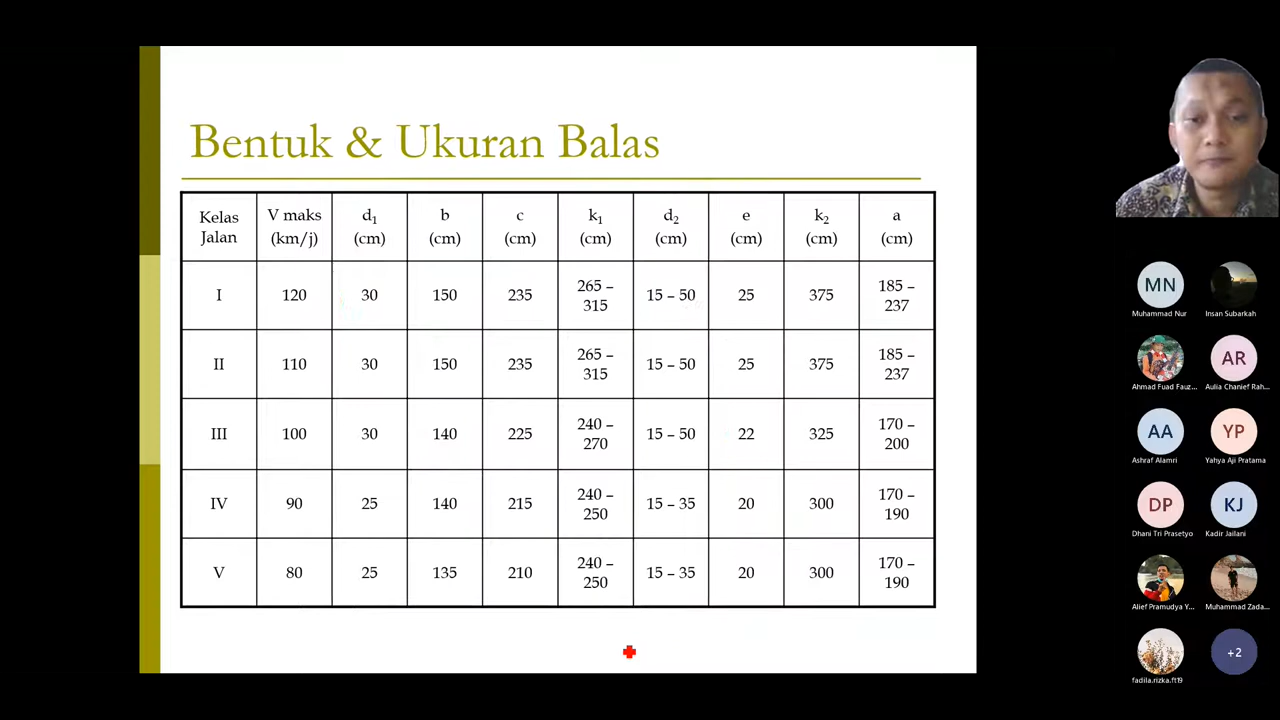 Bentuk & Ukuran Balas
Kelas Jalan | V maks (km/j) | d₁ (cm) | b (cm) | c (cm) | k₁ (cm) | d₂ (cm) | e (cm) | k₂ (cm) | a (cm)
I | 120 | 30 | 150 | 235 | 265 – 315 | 15 – 50 | 25 | 375 | 185 – 237
II | 110 | 30 | 150 | 235 | 265 – 315 | 15 – 50 | 25 | 375 | 185 – 237
III | 100 | 30 | 140 | 225 | 240 – 270 | 15 – 50 | 22 | 325 | 170 – 200
IV | 90 | 25 | 140 | 215 | 240 – 250 | 15 – 35 | 20 | 300 | 170 – 190
V | 80 | 25 | 135 | 210 | 240 – 250 | 15 – 35 | 20 | 300 | 170 – 190
MN
Muhammad Nur
Insan Subarkah
Ahmad Fuad Fauz...
AR
Aulia Chanief Rah...
AA
Ashraf Alamri
YP
Yahya Aji Pratama
DP
Dhani Tri Prasetyo
KJ
Kadir Jailani
Alief Pramudya Y...
Muhammad Zada...
fadila.rizka.ft19
+2